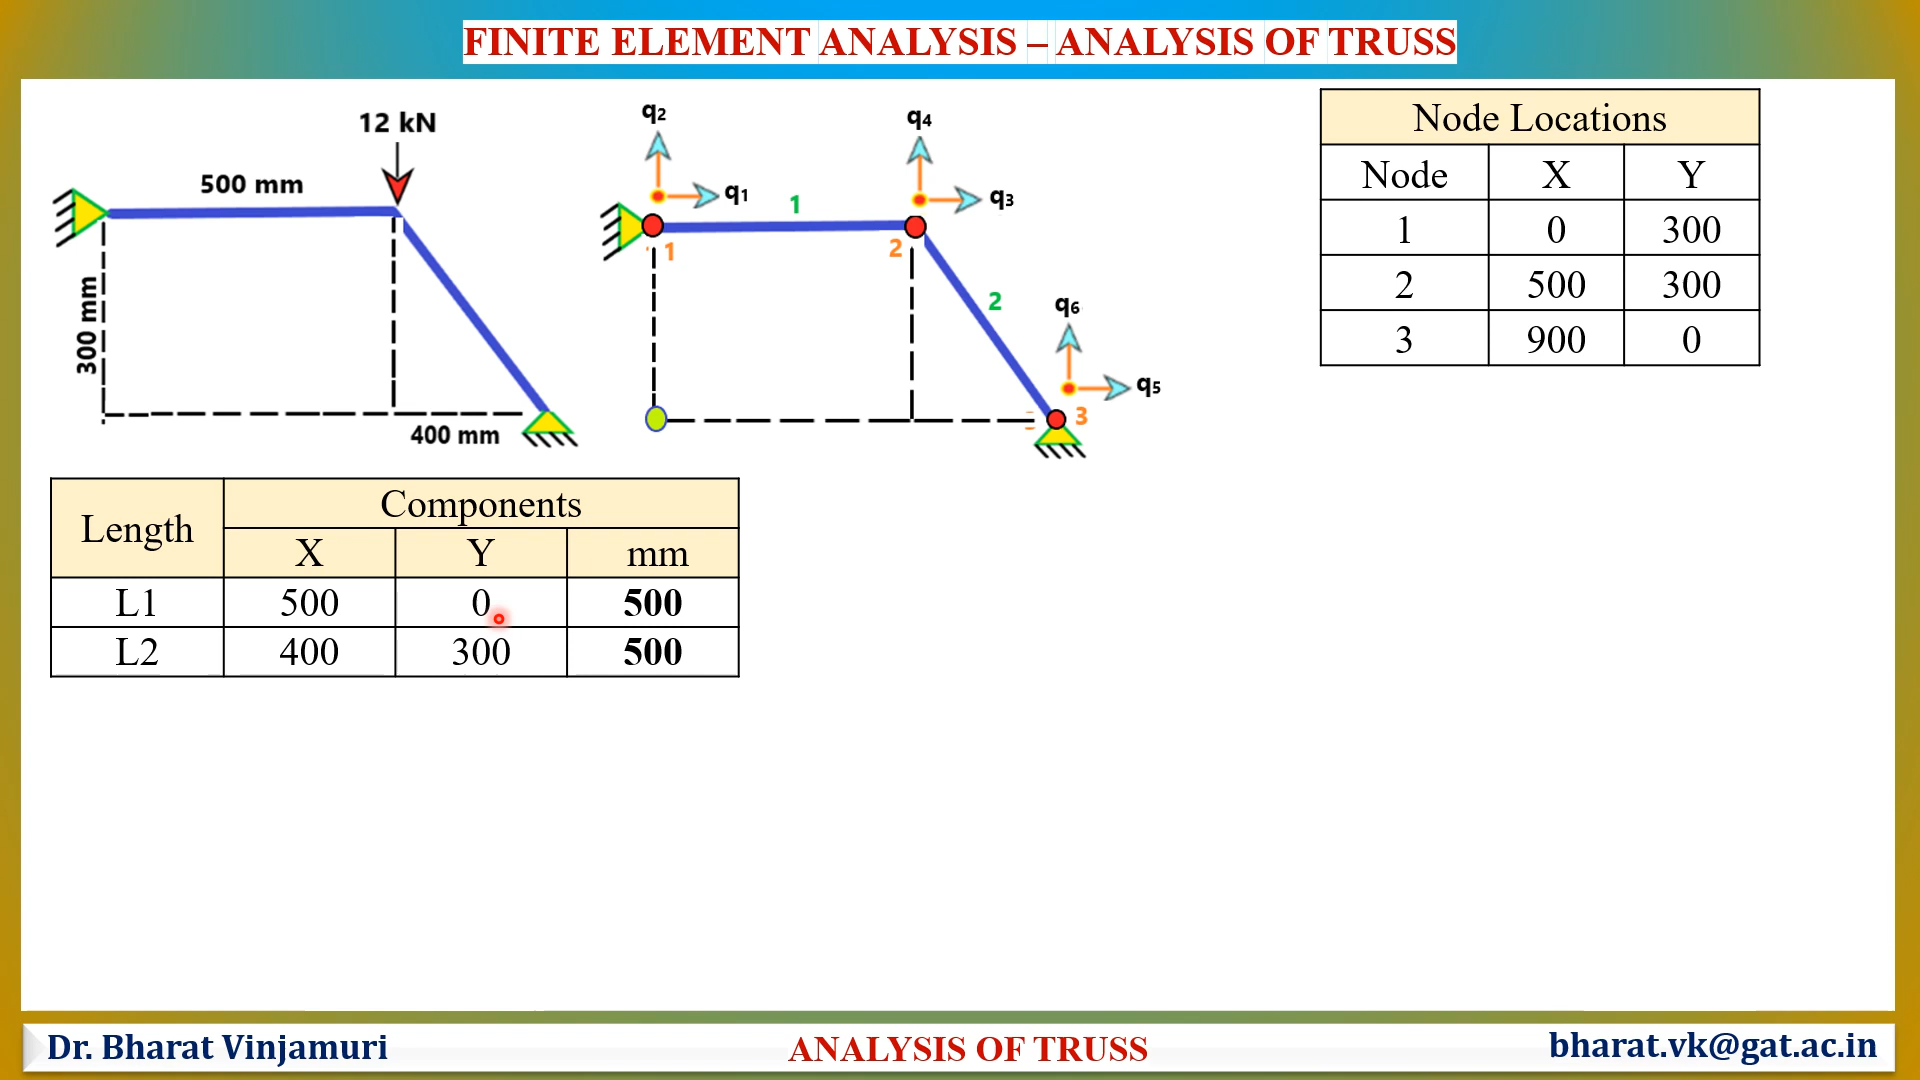 FINITE ELEMENT ANALYSIS – ANALYSIS OF TRUSS
12 kN
500 mm
300 mm
400 mm
q2
q1
q4
q3
1
1
2
2
q6
q5
3
Node Locations
Node X Y
1 0 300
2 500 300
3 900 0
Length Components
X Y mm
L1 500 0 500
L2 400 300 500
Dr. Bharat Vinjamuri
ANALYSIS OF TRUSS
bharat.vk@gat.ac.in